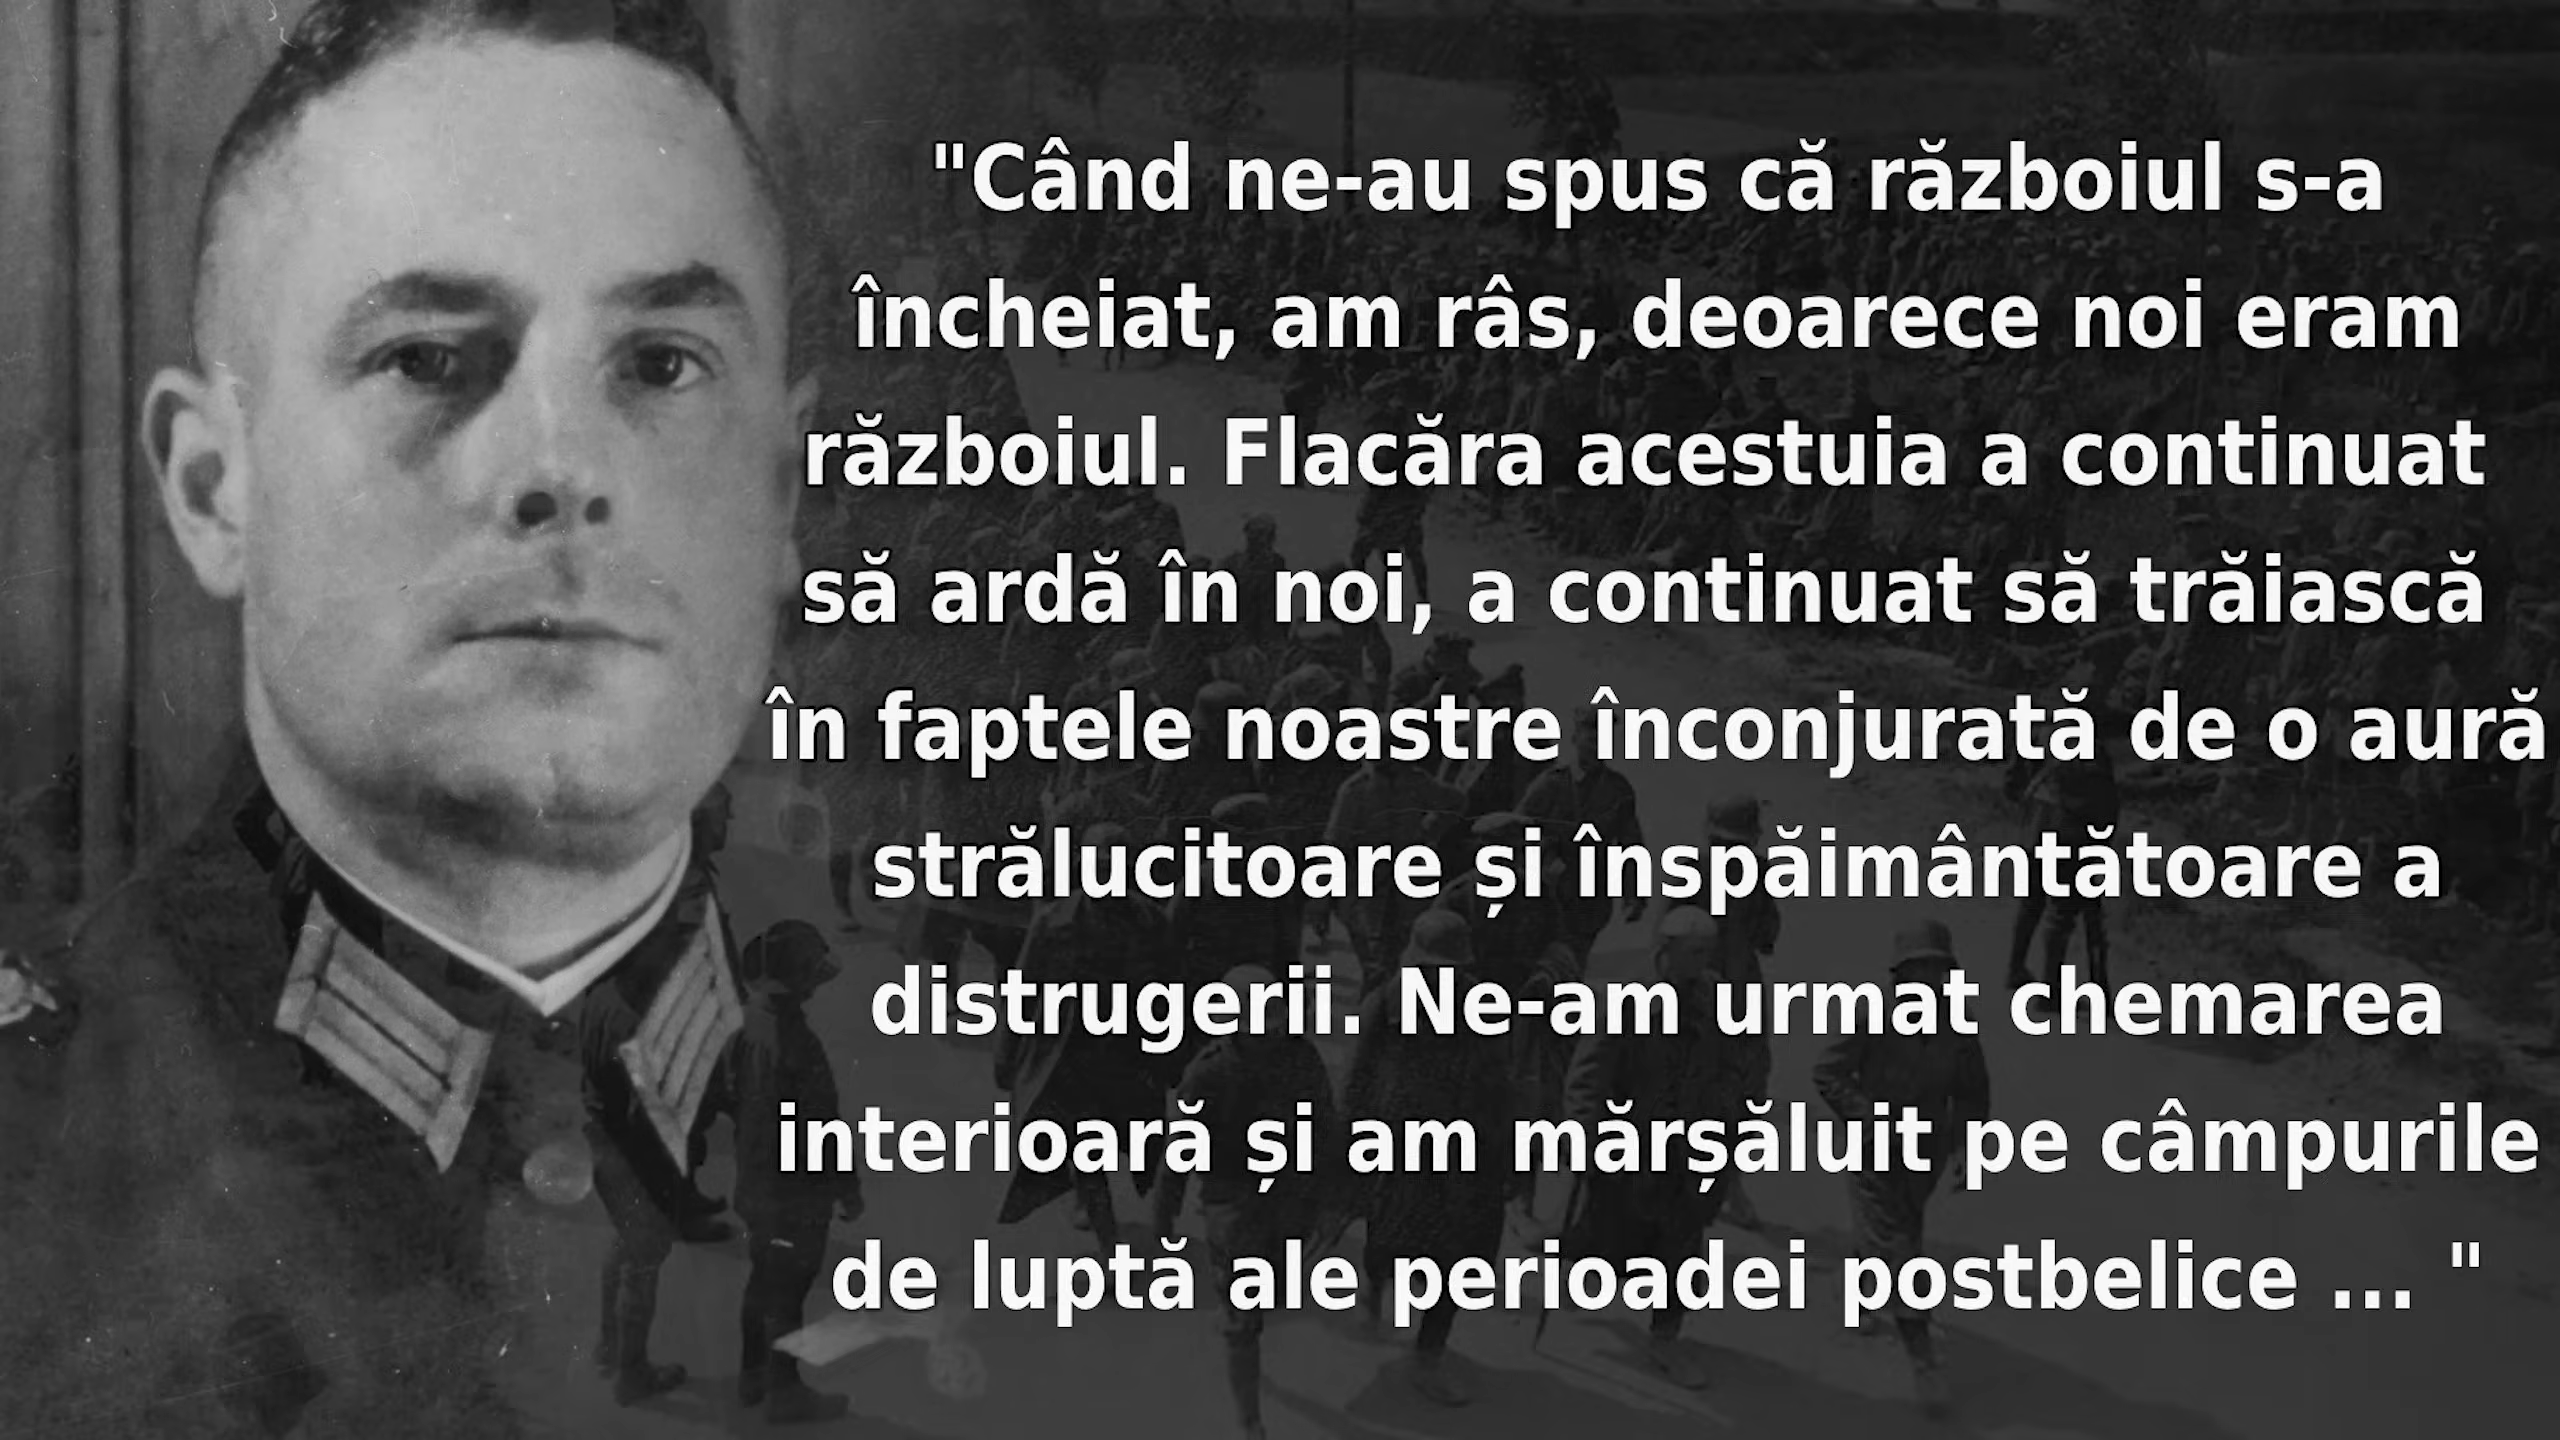 "Când ne-au spus că războiul s-a
încheiat, am râs, deoarece noi eram
războiul. Flacăra acestuia a continuat
să ardă în noi, a continuat să trăiască
în faptele noastre înconjurată de o aură
strălucitoare și înspăimântătoare a
distrugerii. Ne-am urmat chemarea
interioară și am mărșăluit pe câmpurile
de luptă ale perioadei postbelice ... "